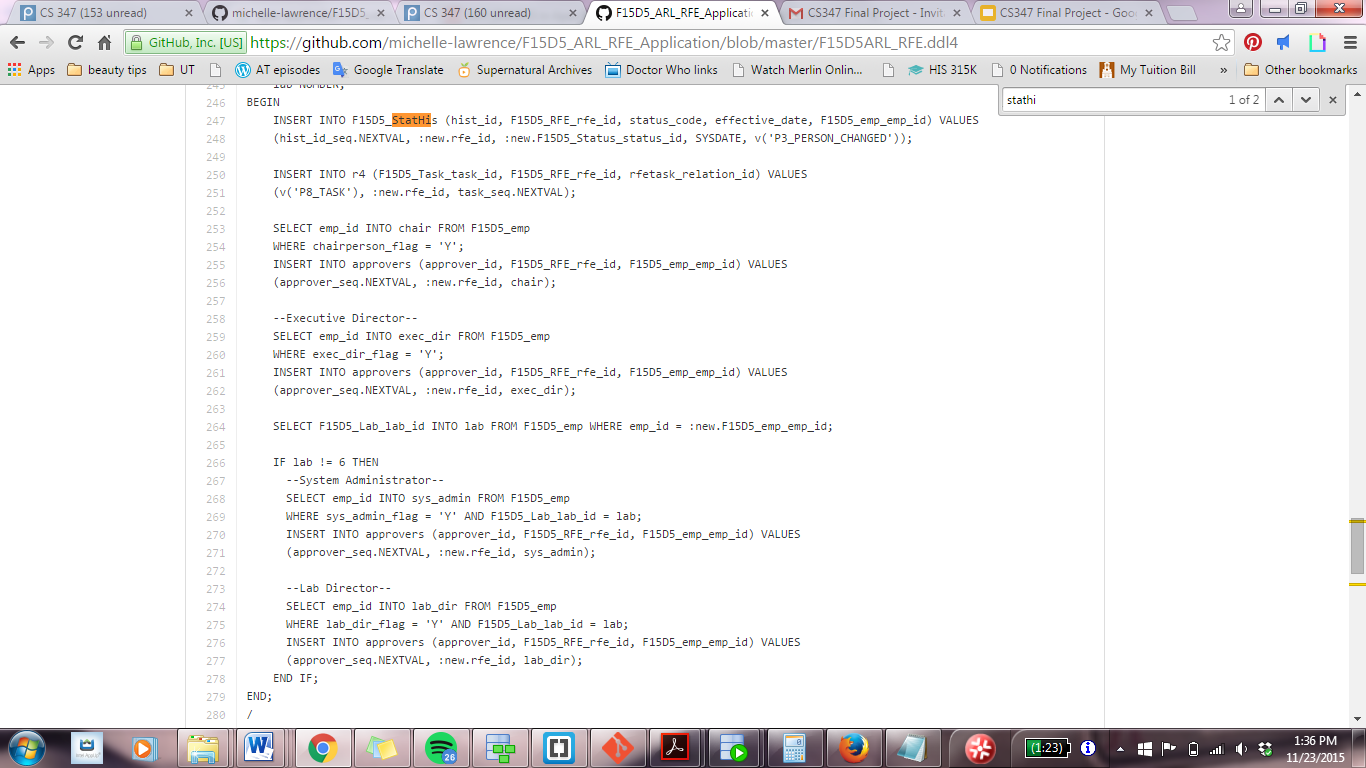 CS 347 (153 unread)
michelle-lawrence/F15D5_
CS 347 (160 unread)
F15D5_ARL_RFE_Applicati
CS347 Final Project - Invit
CS347 Final Project - Goo
GitHub, Inc. [US] https://github.com/michelle-lawrence/F15D5_ARL_RFE_Application/blob/master/F15D5ARL_RFE.ddl4
Apps beauty tips UT AT episodes Google Translate Supernatural Archives Doctor Who links Watch Merlin Onlin... HIS 315K 0 Notifications My Tuition Bill » Other bookmarks
stathi 1 of 2
245 lab NUMBER;
246 BEGIN
247 INSERT INTO F15D5_StatHis (hist_id, F15D5_RFE_rfe_id, status_code, effective_date, F15D5_emp_emp_id) VALUES
248 (hist_id_seq.NEXTVAL, :new.rfe_id, :new.F15D5_Status_status_id, SYSDATE, v('P3_PERSON_CHANGED'));
249
250 INSERT INTO r4 (F15D5_Task_task_id, F15D5_RFE_rfe_id, rfetask_relation_id) VALUES
251 (v('P8_TASK'), :new.rfe_id, task_seq.NEXTVAL);
252
253 SELECT emp_id INTO chair FROM F15D5_emp
254 WHERE chairperson_flag = 'Y';
255 INSERT INTO approvers (approver_id, F15D5_RFE_rfe_id, F15D5_emp_emp_id) VALUES
256 (approver_seq.NEXTVAL, :new.rfe_id, chair);
257
258 --Executive Director--
259 SELECT emp_id INTO exec_dir FROM F15D5_emp
260 WHERE exec_dir_flag = 'Y';
261 INSERT INTO approvers (approver_id, F15D5_RFE_rfe_id, F15D5_emp_emp_id) VALUES
262 (approver_seq.NEXTVAL, :new.rfe_id, exec_dir);
263
264 SELECT F15D5_Lab_lab_id INTO lab FROM F15D5_emp WHERE emp_id = :new.F15D5_emp_emp_id;
265
266 IF lab != 6 THEN
267 --System Administrator--
268 SELECT emp_id INTO sys_admin FROM F15D5_emp
269 WHERE sys_admin_flag = 'Y' AND F15D5_Lab_lab_id = lab;
270 INSERT INTO approvers (approver_id, F15D5_RFE_rfe_id, F15D5_emp_emp_id) VALUES
271 (approver_seq.NEXTVAL, :new.rfe_id, sys_admin);
272
273 --Lab Director--
274 SELECT emp_id INTO lab_dir FROM F15D5_emp
275 WHERE lab_dir_flag = 'Y' AND F15D5_Lab_lab_id = lab;
276 INSERT INTO approvers (approver_id, F15D5_RFE_rfe_id, F15D5_emp_emp_id) VALUES
277 (approver_seq.NEXTVAL, :new.rfe_id, lab_dir);
278 END IF;
279 END;
280 /
26
(1:23)
1:36 PM
11/23/2015